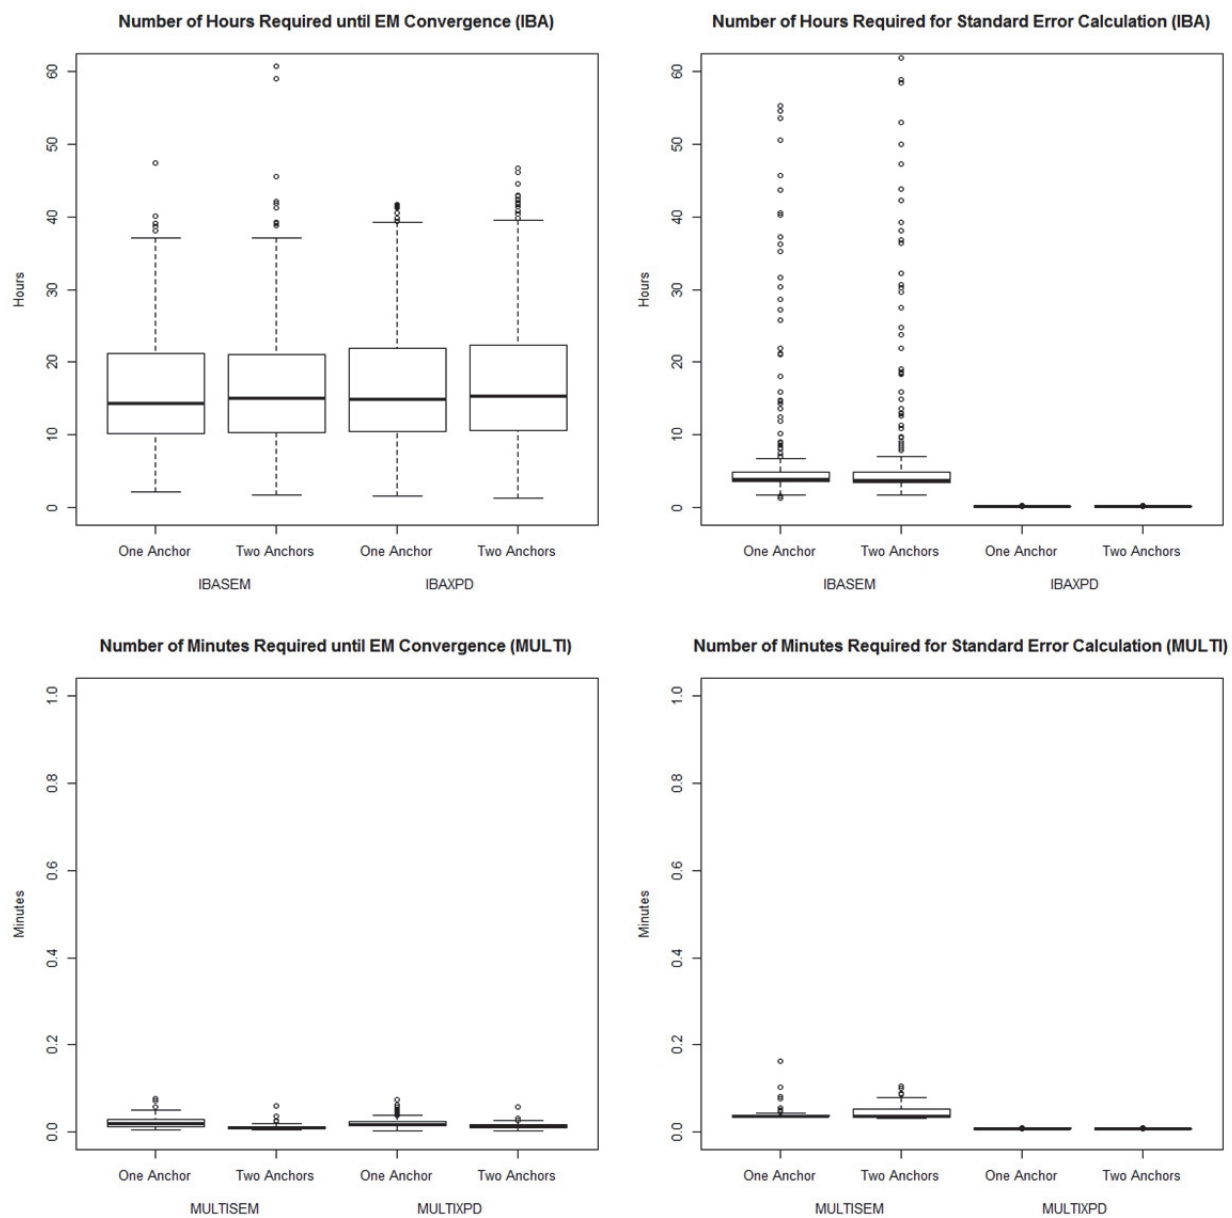 Number of Hours Required until EM Convergence (IBA)
60
50
40
30
20
10
0
Hours
One Anchor Two Anchors One Anchor Two Anchors
IBASEM IBAXPD
Number of Hours Required for Standard Error Calculation (IBA)
60
50
40
30
20
10
0
Hours
One Anchor Two Anchors One Anchor Two Anchors
IBASEM IBAXPD
Number of Minutes Required until EM Convergence (MULTI)
1.0
0.8
0.6
0.4
0.2
0.0
Minutes
One Anchor Two Anchors One Anchor Two Anchors
MULTISEM MULTIXPD
Number of Minutes Required for Standard Error Calculation (MULTI)
1.0
0.8
0.6
0.4
0.2
0.0
Minutes
One Anchor Two Anchors One Anchor Two Anchors
MULTISEM MULTIXPD